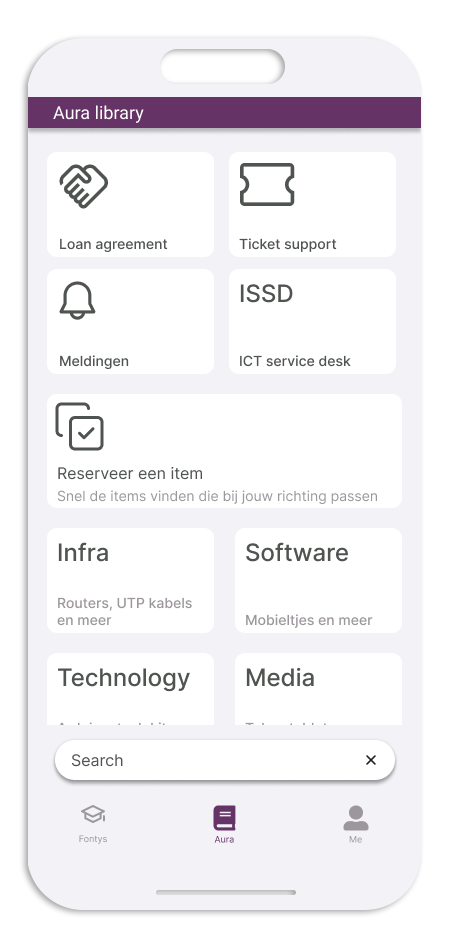 Aura library
Loan agreement
Ticket support
Meldingen
ISSD
ICT service desk
Reserveer een item
Snel de items vinden die bij jouw richting passen
Infra
Routers, UTP kabels
en meer
Software
Mobieltjes en meer
Technology
Media
Search
Fontys
Aura
Me